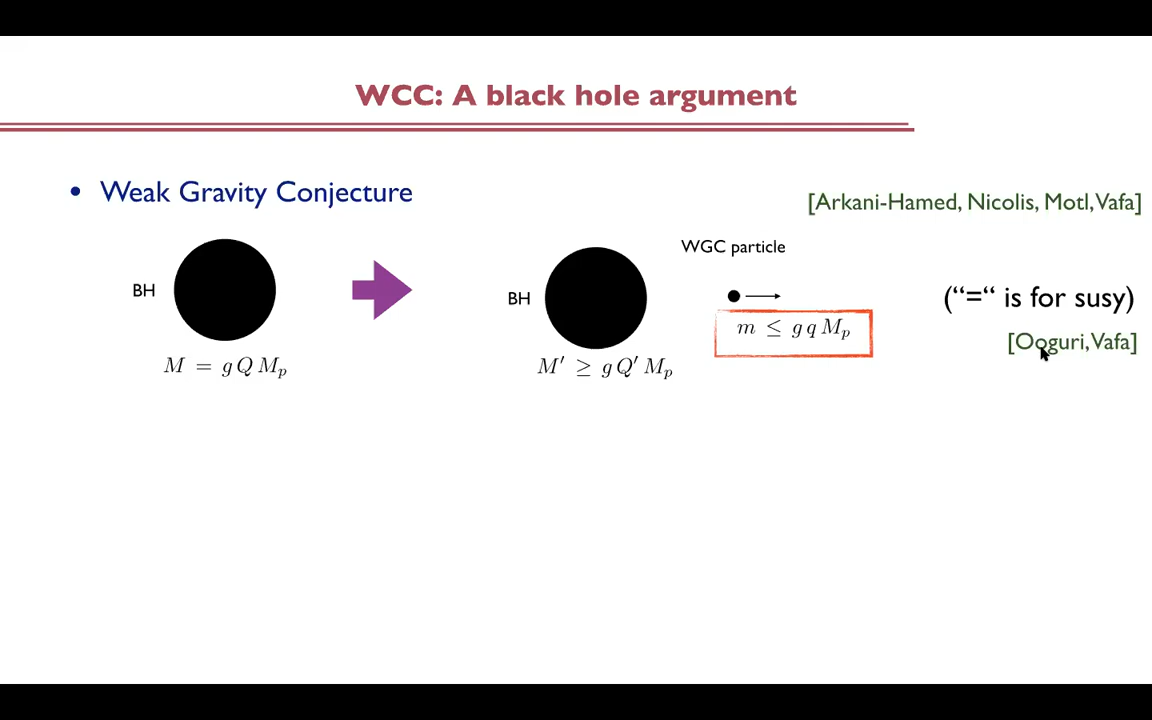 WCC: A black hole argument
• Weak Gravity Conjecture
[Arkani-Hamed, Nicolis, Motl, Vafa]
WGC particle
BH
BH
(“=“ is for susy)
m ≤ g q M_p
[Ooguri, Vafa]
M = g Q M_p
M′ ≥ g Q′ M_p